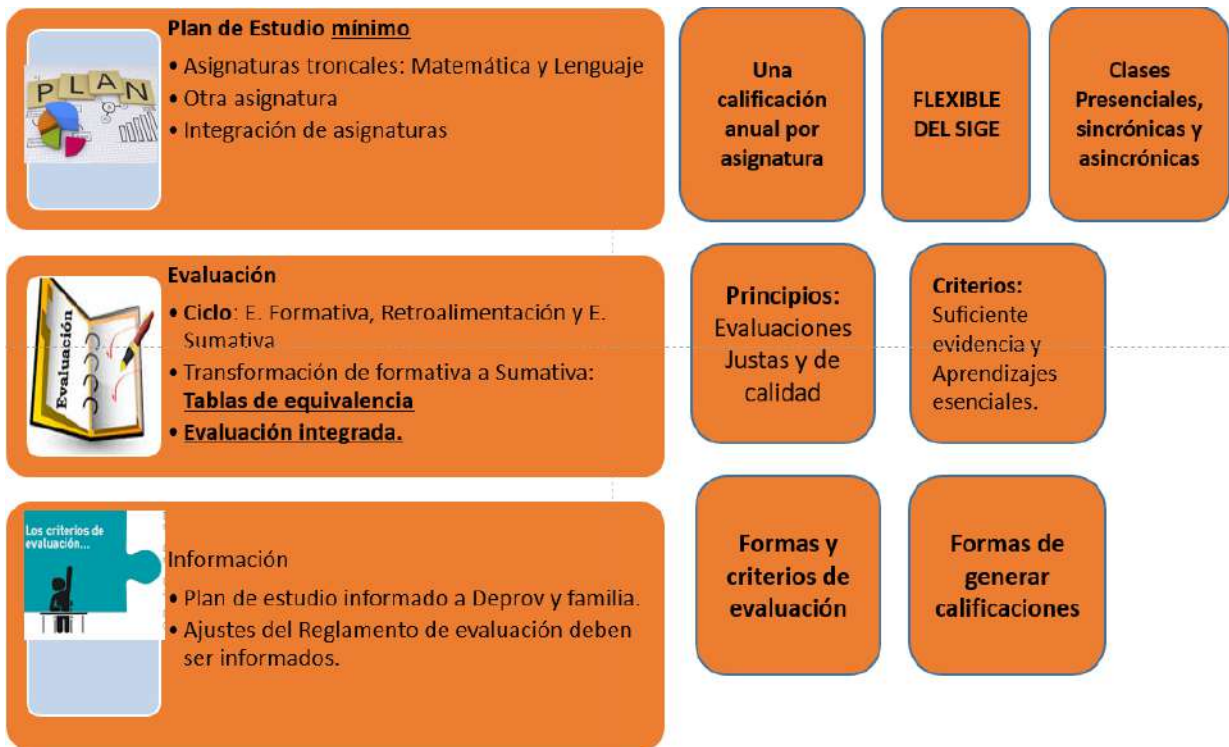 Plan de Estudio mínimo
• Asignaturas troncales: Matemática y Lenguaje
• Otra asignatura
• Integración de asignaturas
PLAN
Una
calificación
anual por
asignatura
FLEXIBLE
DEL SIGE
Clases
Presenciales,
sincrónicas y
asincrónicas
Evaluación
• Ciclo: E. Formativa, Retroalimentación y E.
Sumativa
• Transformación de formativa a Sumativa:
Tablas de equivalencia
• Evaluación integrada.
Evaluación
Principios:
Evaluaciones
Justas y de
calidad
Criterios:
Suficiente
evidencia y
Aprendizajes
esenciales.
Los criterios de
evaluación...
Información
• Plan de estudio informado a Deprov y familia.
• Ajustes del Reglamento de evaluación deben
ser informados.
Formas y
criterios de
evaluación
Formas de
generar
calificaciones